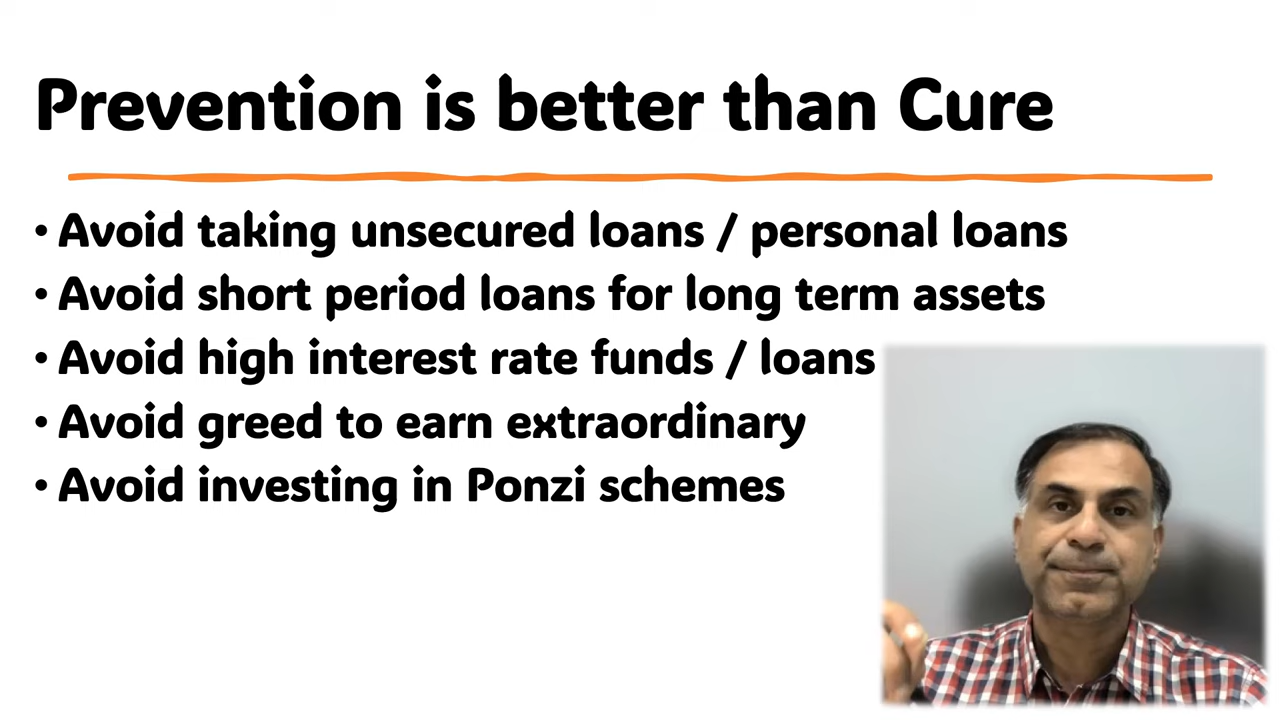 Prevention is better than Cure
• Avoid taking unsecured loans / personal loans
• Avoid short period loans for long term assets
• Avoid high interest rate funds / loans
• Avoid greed to earn extraordinary
• Avoid investing in Ponzi schemes